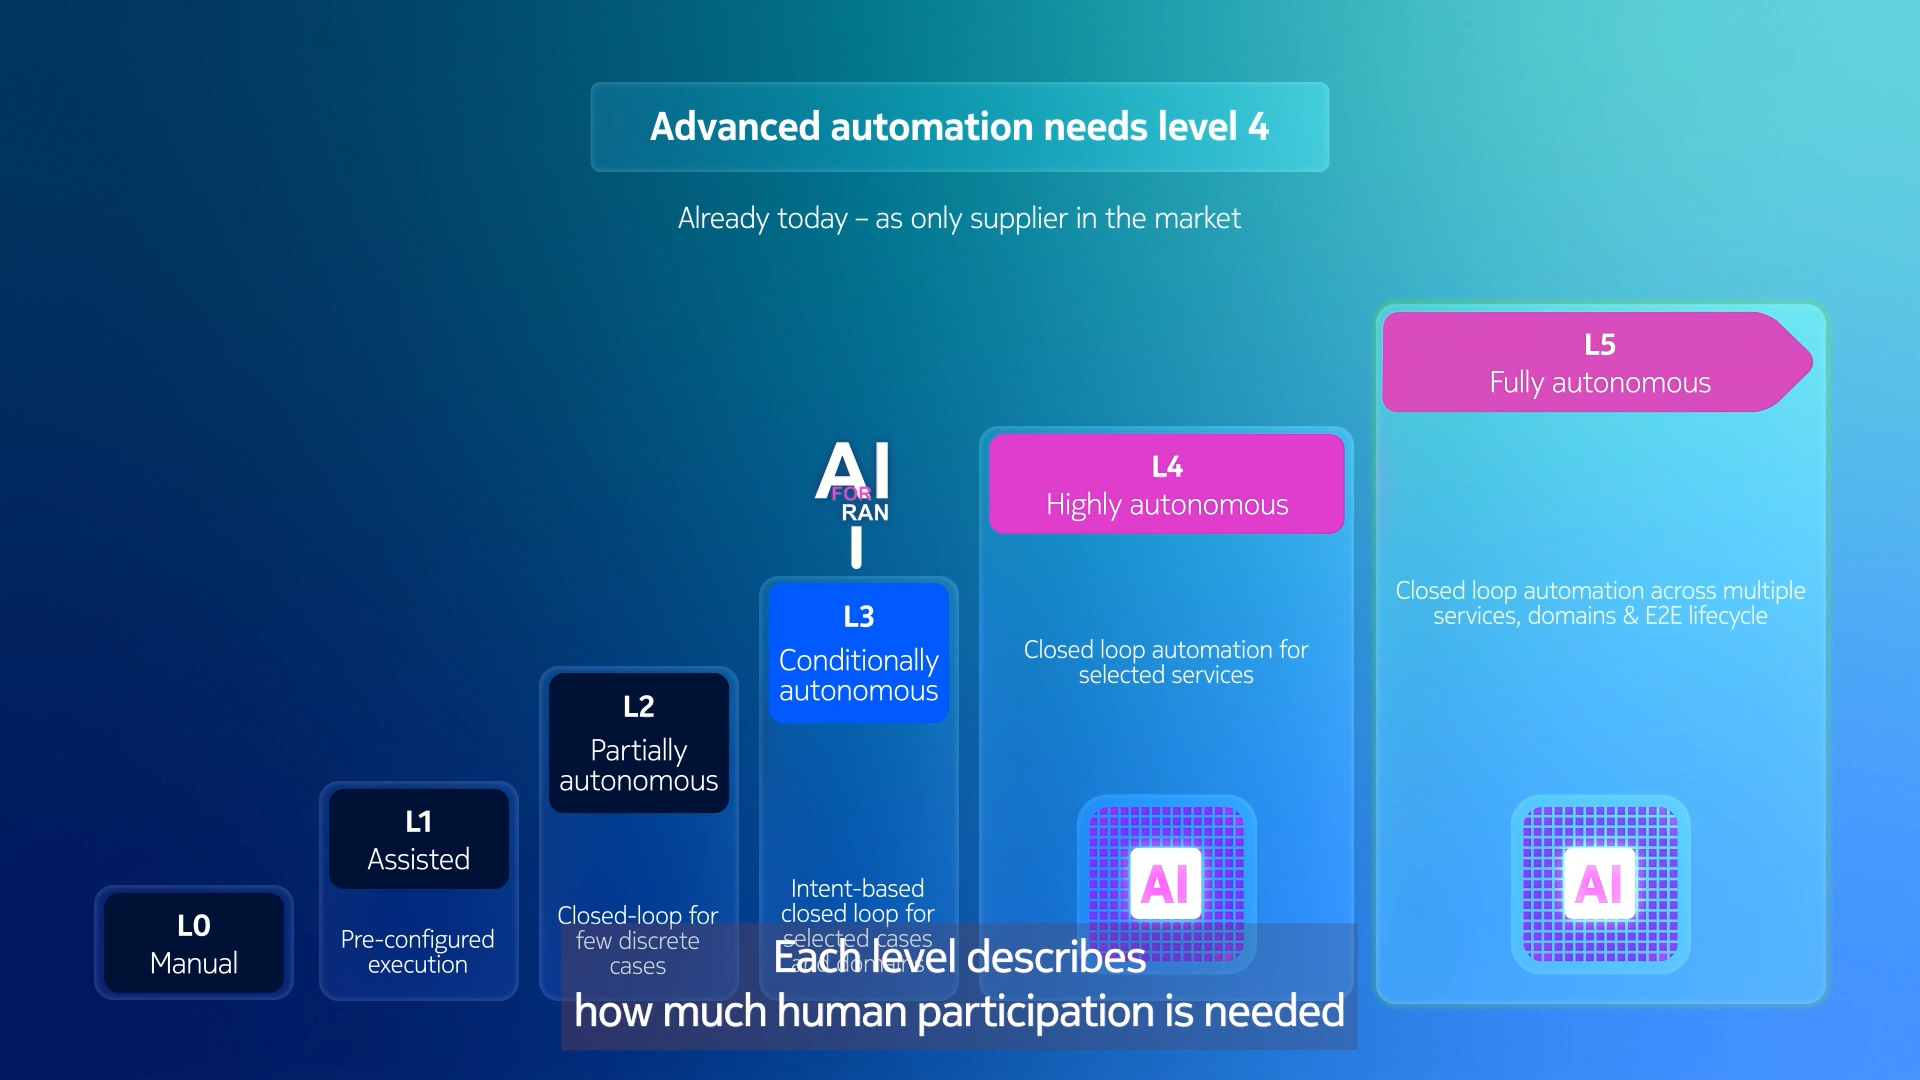 Advanced automation needs level 4
Already today – as only supplier in the market
L0
Manual
L1
Assisted
Pre-configured
execution
L2
Partially
autonomous
Closed-loop for
few discrete
cases
AI
FOR
RAN
L3
Conditionally
autonomous
Intent-based
closed loop for
selected cases
and domains
L4
Highly autonomous
Closed loop automation for
selected services
AI
L5
Fully autonomous
Closed loop automation across multiple
services, domains & E2E lifecycle
AI
Each level describes
how much human participation is needed